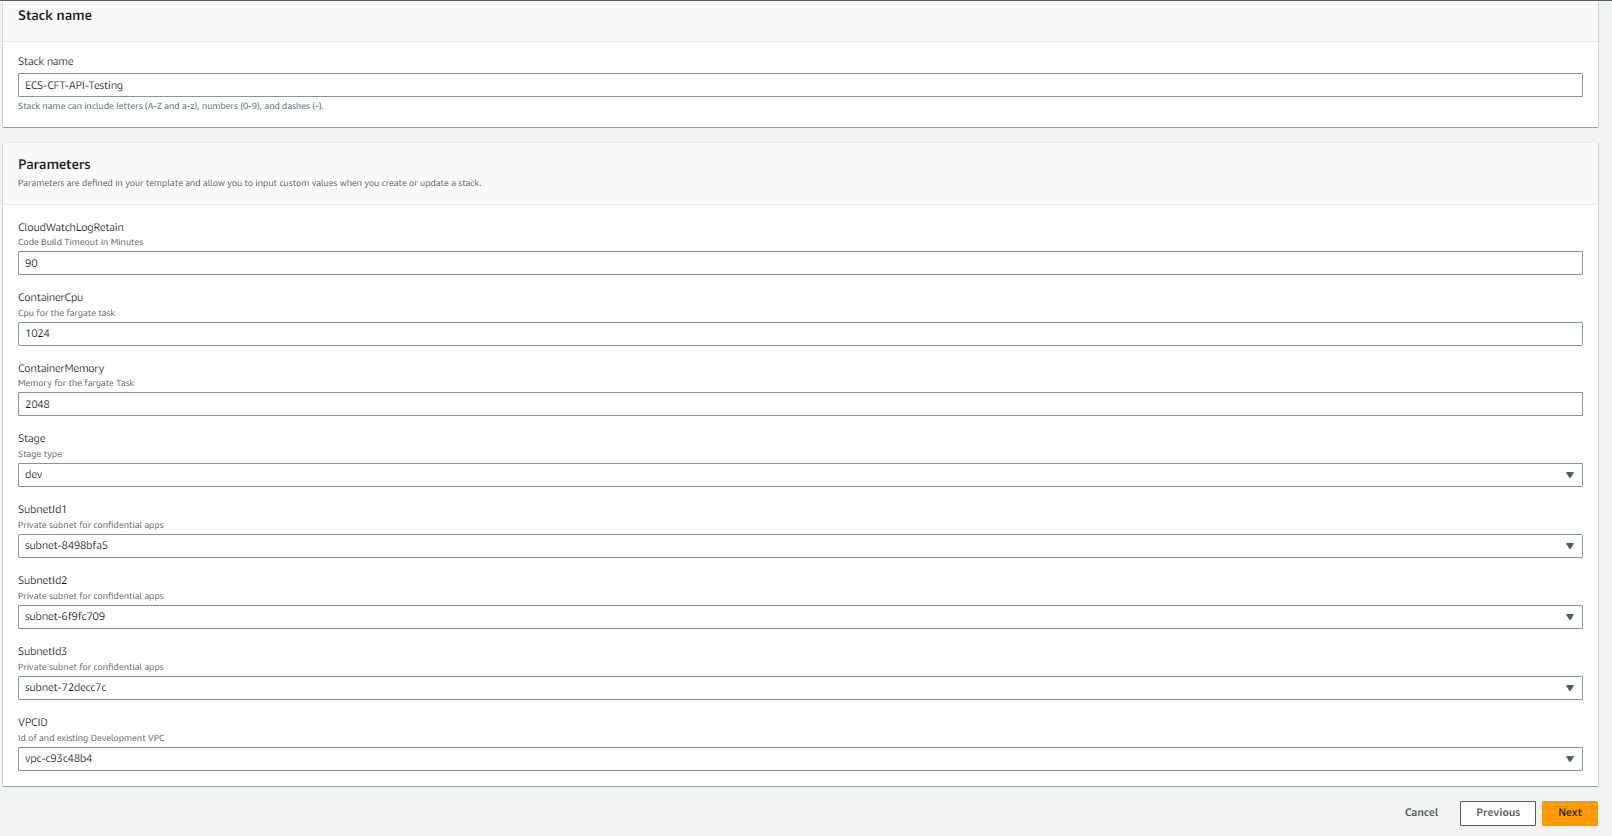 Stack name
Stack name
ECS-CFT-API-Testing
Stack name can include letters (A-Z and a-z), numbers (0-9), and dashes (-).
Parameters
Parameters are defined in your template and allow you to input custom values when you create or update a stack.
CloudWatchLogRetain
Code Build Timeout in Minutes
90
ContainerCpu
Cpu for the fargate task
1024
ContainerMemory
Memory for the fargate Task
2048
Stage
Stage type
dev
SubnetId1
Private subnet for confidential apps
subnet-8498bfa5
SubnetId2
Private subnet for confidential apps
subnet-6f9fc709
SubnetId3
Private subnet for confidential apps
subnet-72decc7c
VPCID
Id of and existing Development VPC
vpc-c93c48b4
Cancel Previous Next